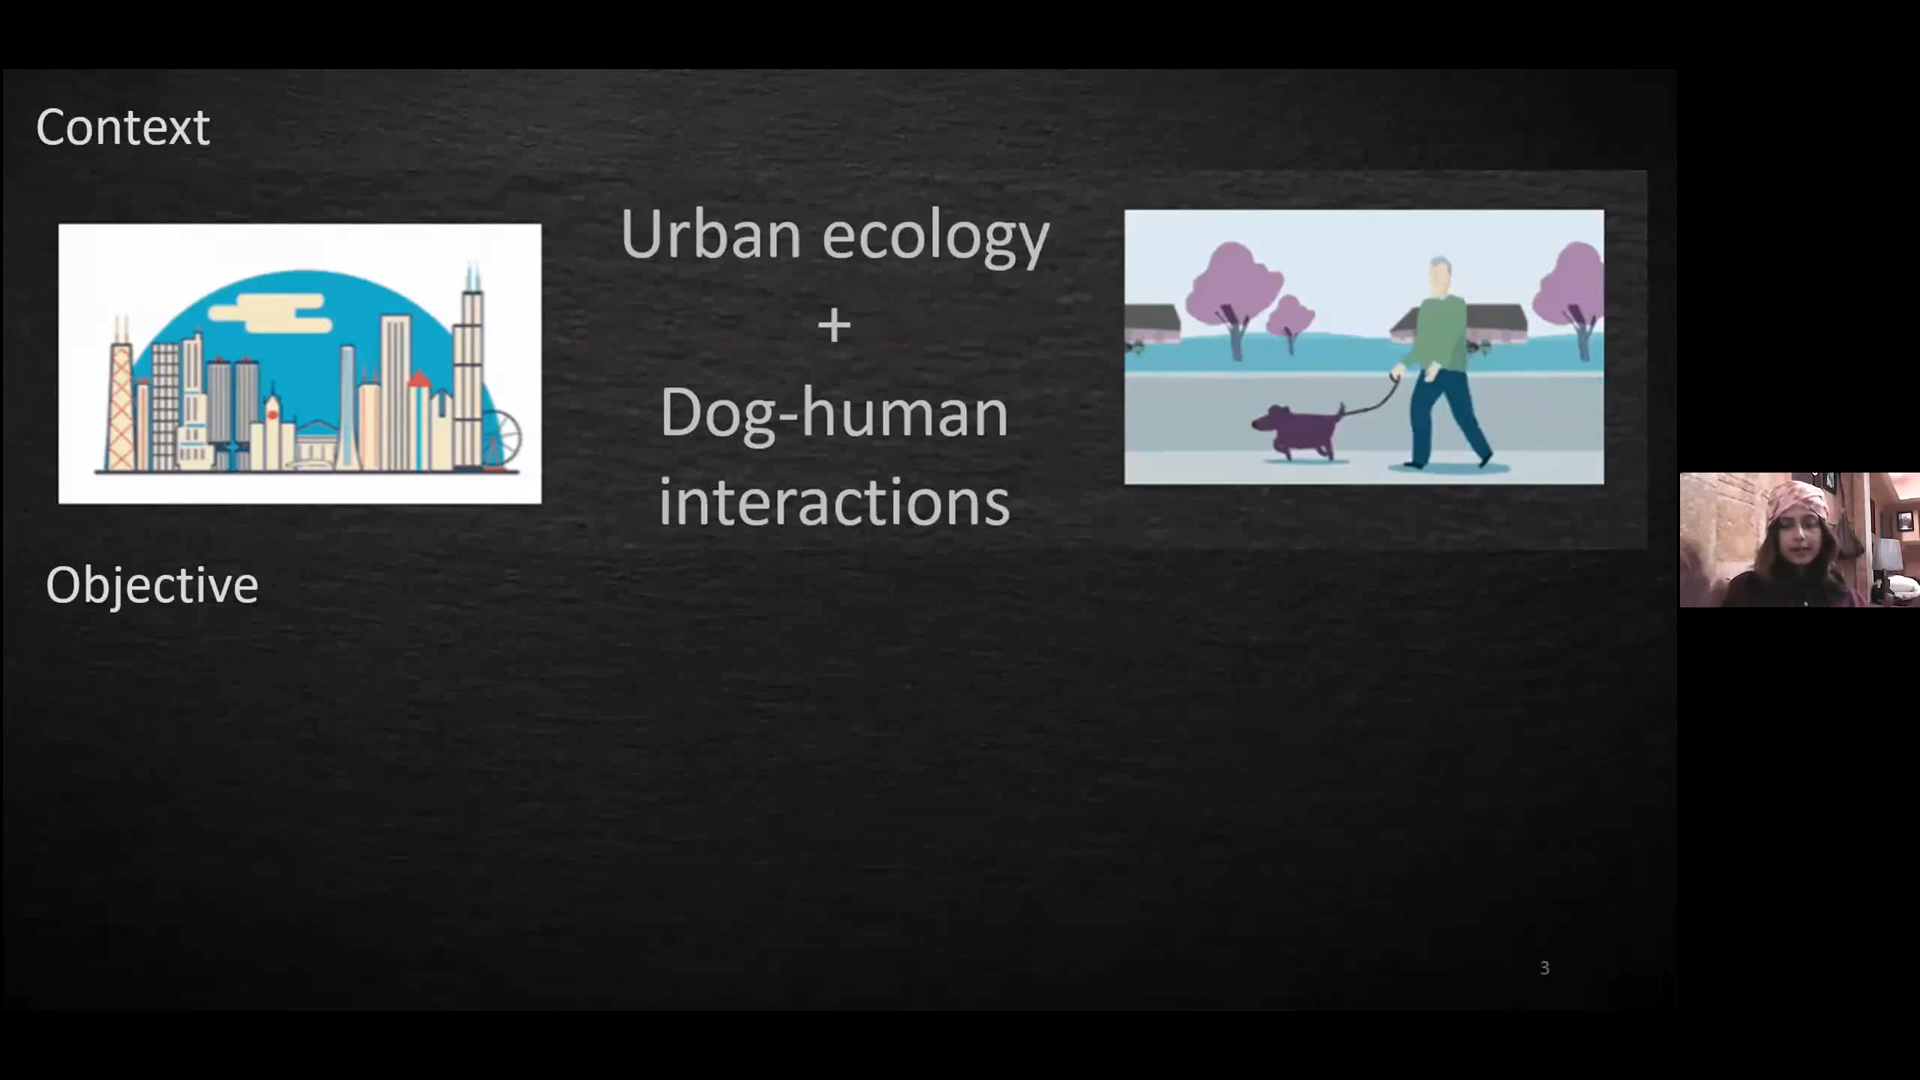 Context
Urban ecology
+
Dog-human
interactions
Objective
3